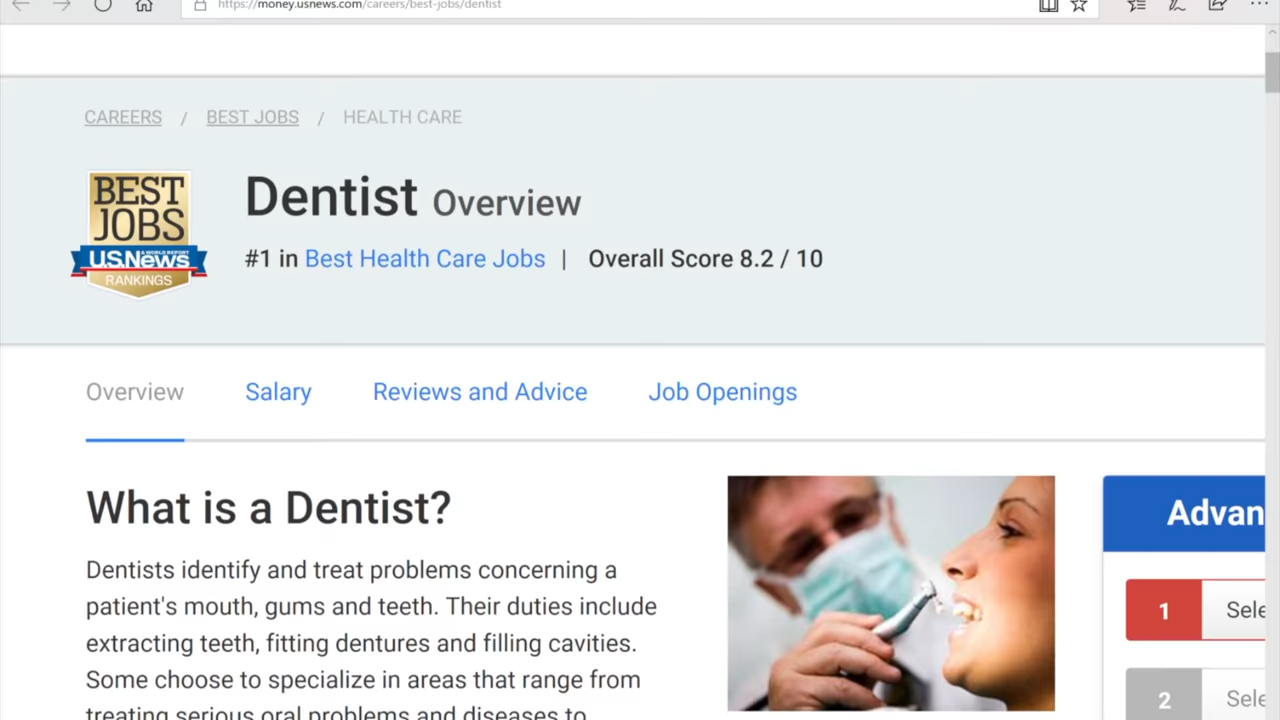 https://money.usnews.com/careers/best-jobs/dentist
CAREERS / BEST JOBS / HEALTH CARE
BEST
JOBS
U.S.News
RANKINGS
Dentist Overview
#1 in Best Health Care Jobs | Overall Score 8.2 / 10
Overview Salary Reviews and Advice Job Openings
What is a Dentist?
Dentists identify and treat problems concerning a
patient's mouth, gums and teeth. Their duties include
extracting teeth, fitting dentures and filling cavities.
Some choose to specialize in areas that range from
treating serious oral problems and diseases to
Advan
1 Sele
2 Sele